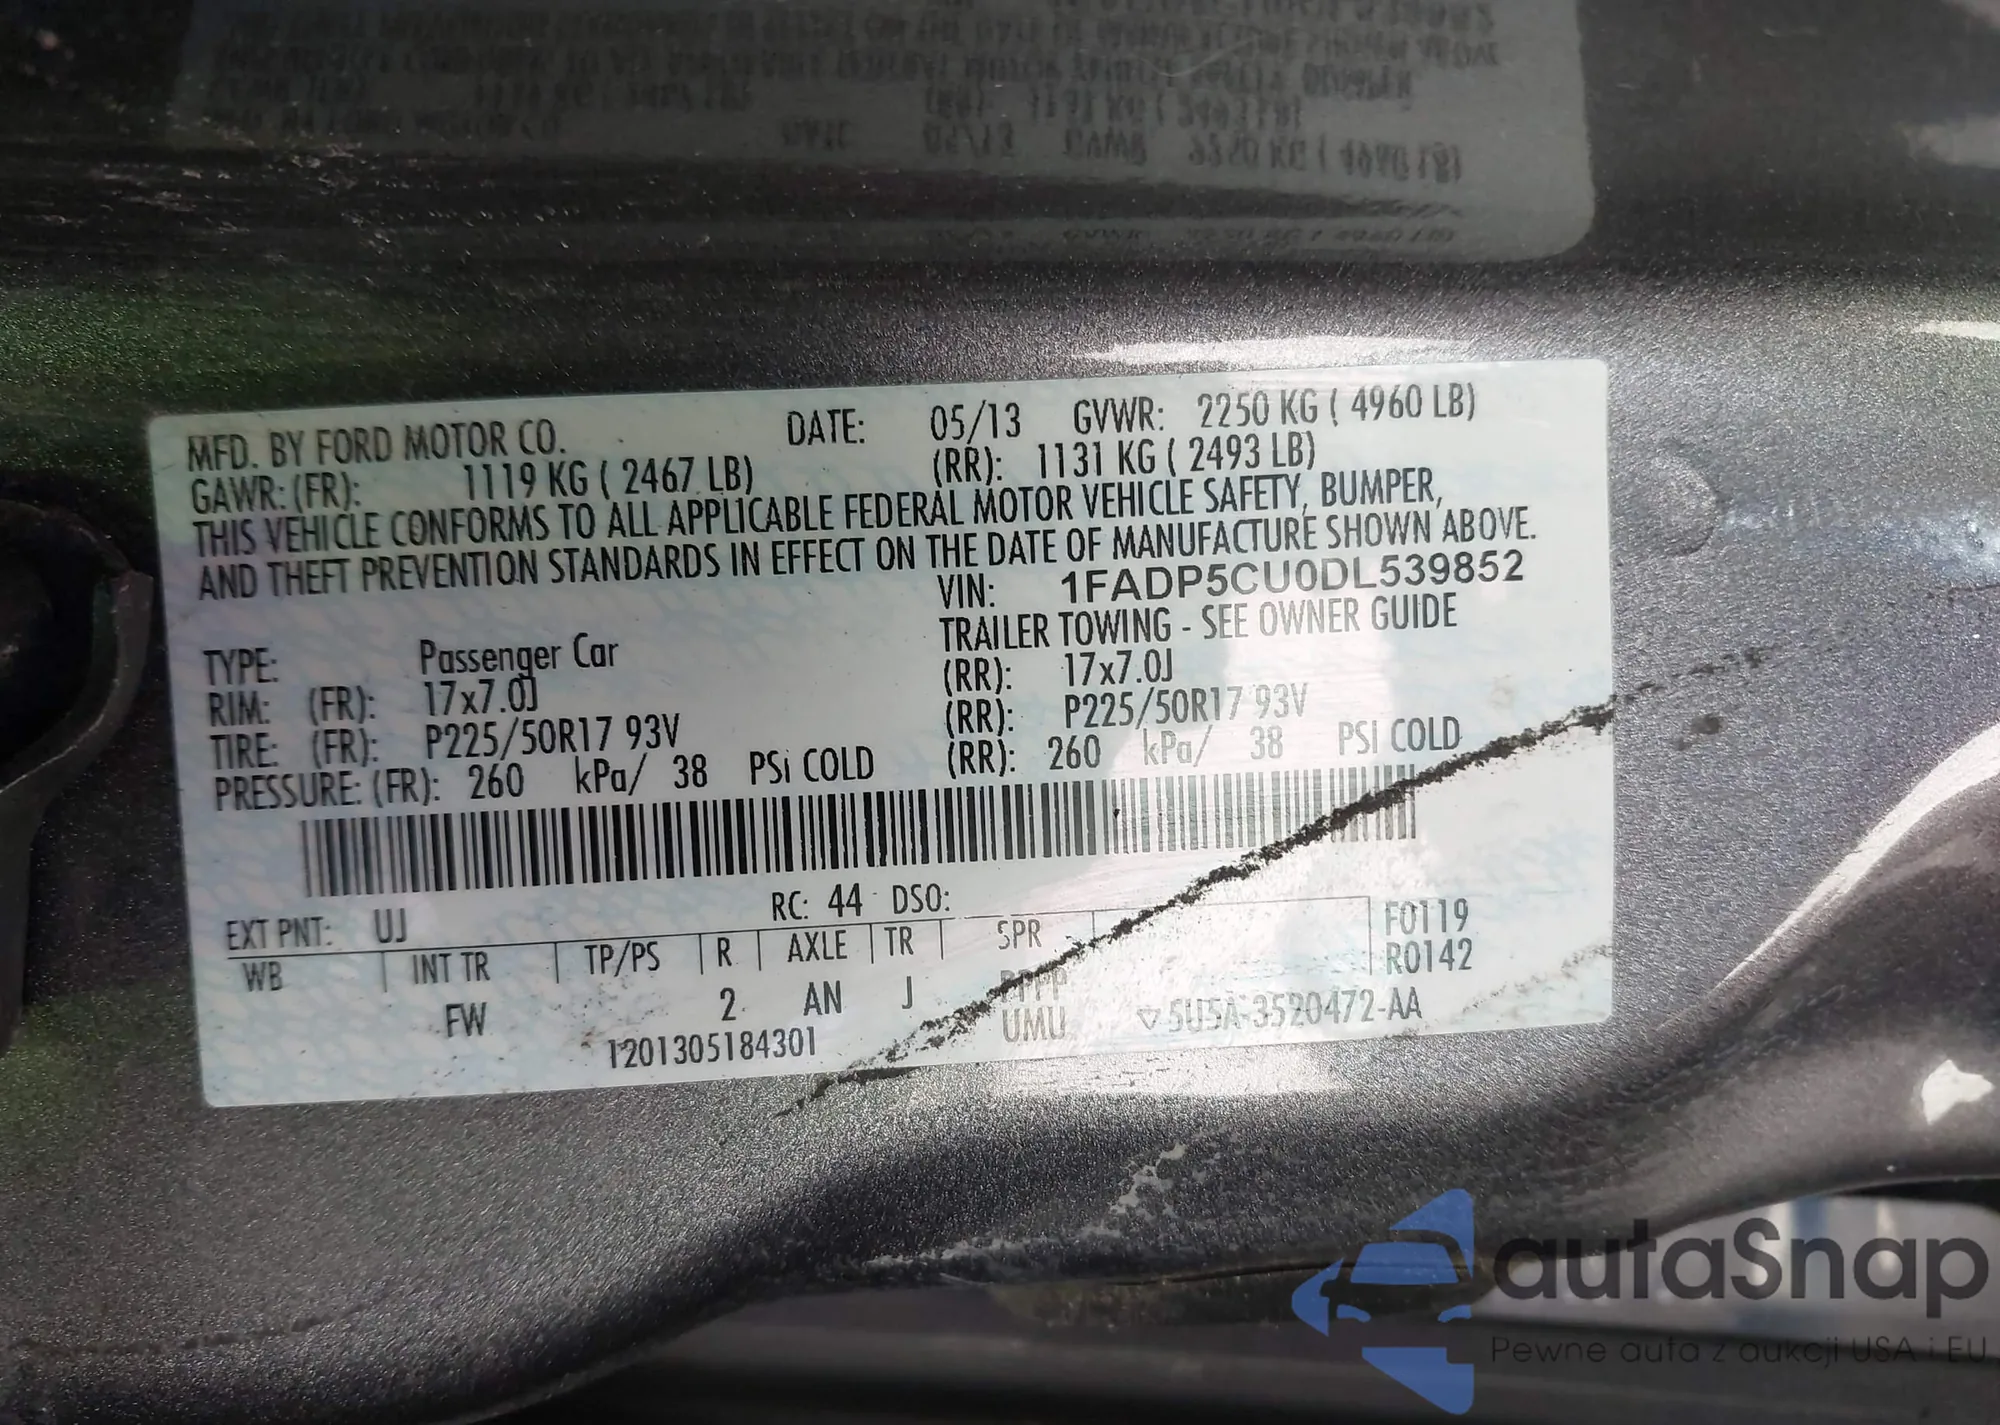 MFD. BY FORD MOTOR CO. DATE: 05/13 GVWR: 2250 KG ( 4960 LB)
GAWR: (FR): 1119 KG ( 2467 LB) (RR): 1131 KG ( 2493 LB)
THIS VEHICLE CONFORMS TO ALL APPLICABLE FEDERAL MOTOR VEHICLE SAFETY, BUMPER,
AND THEFT PREVENTION STANDARDS IN EFFECT ON THE DATE OF MANUFACTURE SHOWN ABOVE.
VIN: 1FADP5CU0DL539852
TRAILER TOWING - SEE OWNER GUIDE
TYPE: Passenger Car
RIM: (FR): 17x7.0J (RR): 17x7.0J
TIRE: (FR): P225/50R17 93V (RR): P225/50R17 93V
PRESSURE: (FR): 260 kPa/ 38 PSi COLD (RR): 260 kPa/ 38 PSi COLD
EXT PNT: UJ RC: 44 DSO: F0119
WB INT TR TP/PS R AXLE TR SPR R0142
FW 2 AN J PPPP
1201305184301 UMU 5U5A-3520472-AA
autaSnap
Pewne auta z aukcji USA i EU